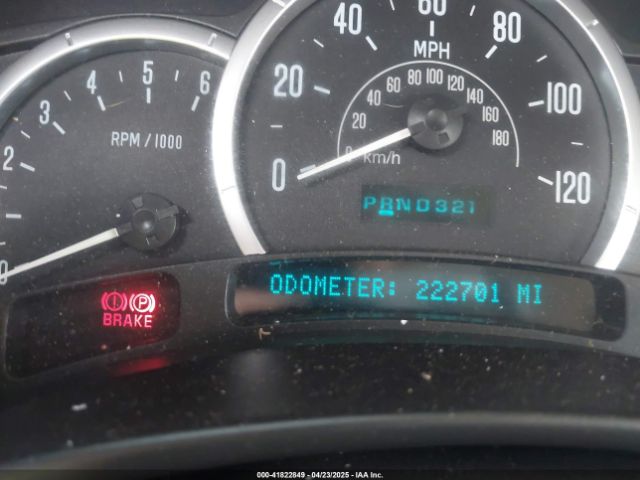 40 60 80
MPH
20 100
0 120
20 40 60 80 100 120 140 160 180
km/h
0 2 3 4 5 6
RPM/1000
PRND321
ODOMETER: 222701 MI
(!) (P)
BRAKE
000-41822849 - 04/23/2025 - IAA Inc.